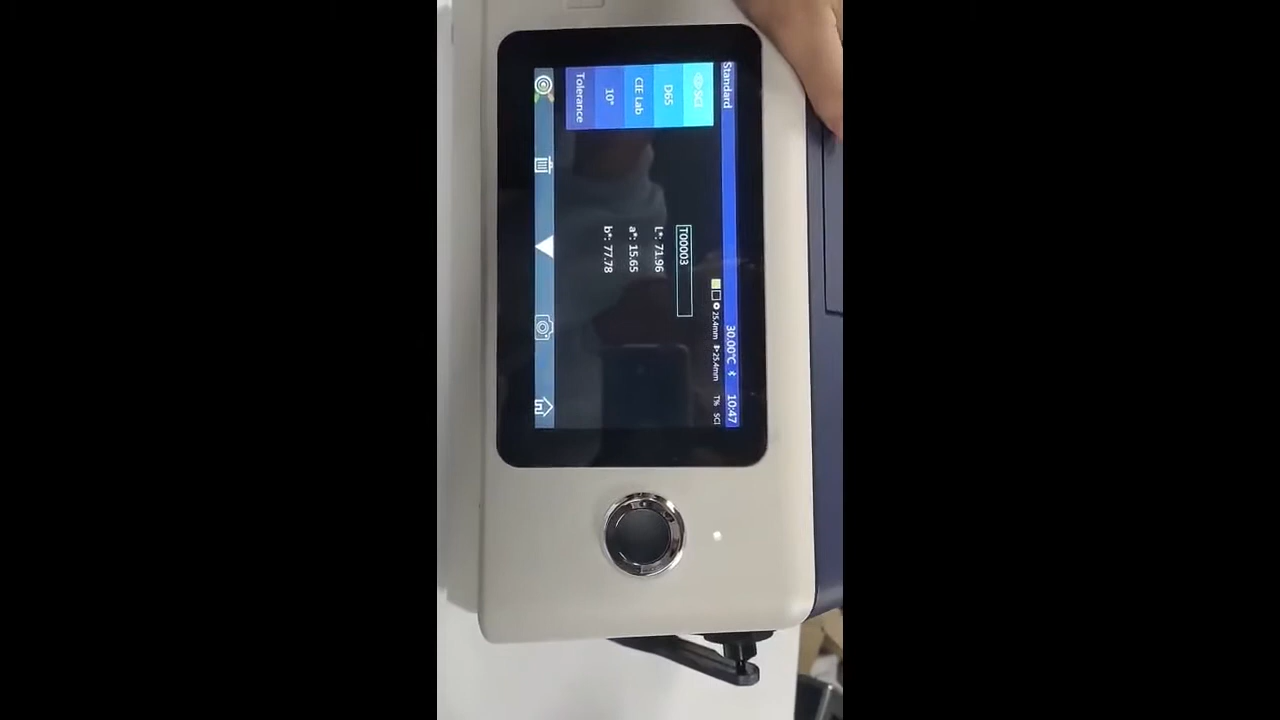 Standard
30.00°C 10:47
25.4mm 25.4mm T% SCI
SCI
D65
CIE Lab
10°
Tolerance
T00003
L*: 71.96
a*: 15.65
b*: 77.78